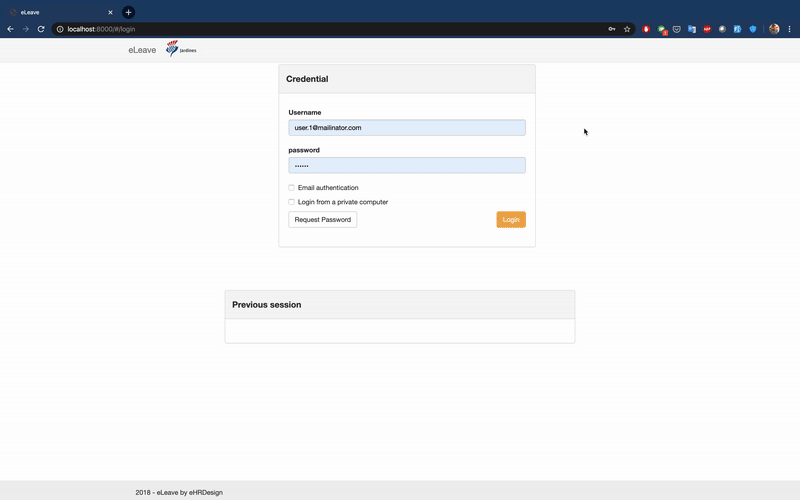 eLeave
localhost:8000/#/login
eLeave
jardines
Credential
Username
user.1@mailinator.com
password
••••••
Email authentication
Login from a private computer
Request Password
Login
Previous session
2018 - eLeave by eHRDesign